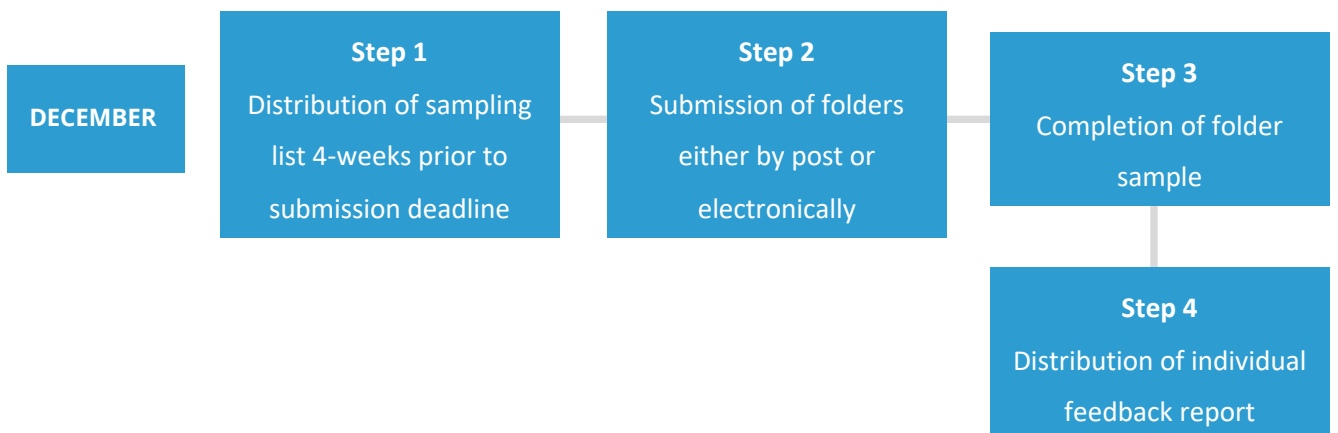 DECEMBER
Step 1
Distribution of sampling
list 4-weeks prior to
submission deadline
Step 2
Submission of folders
either by post or
electronically
Step 3
Completion of folder
sample
Step 4
Distribution of individual
feedback report